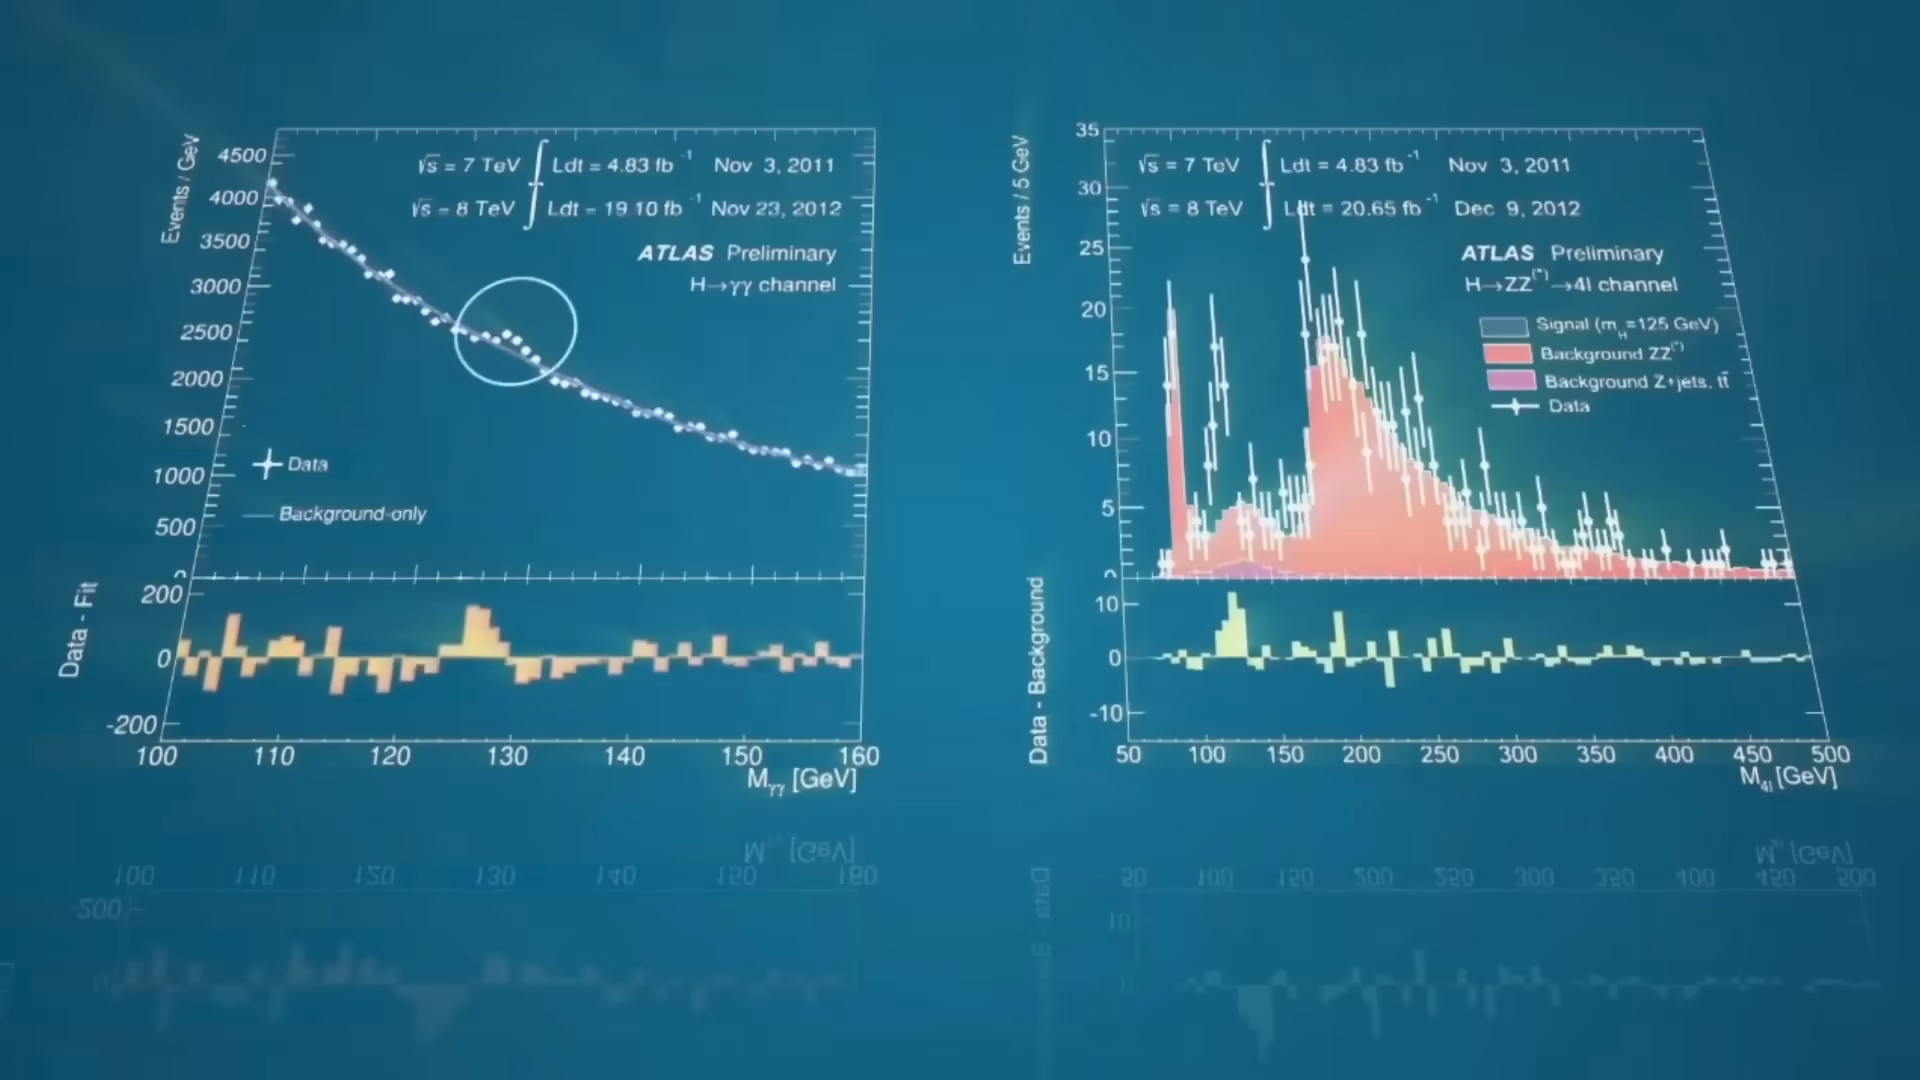 Events / GeV
4500
4000
3500
3000
2500
2000
1500
1000
500
0
√s = 7 TeV ∫ Ldt = 4.83 fb⁻¹ Nov 3, 2011
√s = 8 TeV ∫ Ldt = 19.10 fb⁻¹ Nov 23, 2012
ATLAS Preliminary
H→γγ channel
Data
Background-only
Data - Fit
200
0
-200
100 110 120 130 140 150 160
Mγγ [GeV]
Events / 5 GeV
35
30
25
20
15
10
5
0
√s = 7 TeV ∫ Ldt = 4.83 fb⁻¹ Nov 3, 2011
√s = 8 TeV ∫ Ldt = 20.65 fb⁻¹ Dec 9, 2012
ATLAS Preliminary
H→ZZ(*)→4l channel
Signal (mH=125 GeV)
Background ZZ(*)
Background Z+jets, tt̄
Data
Data - Background
10
0
-10
50 100 150 200 250 300 350 400 450 500
M4l [GeV]